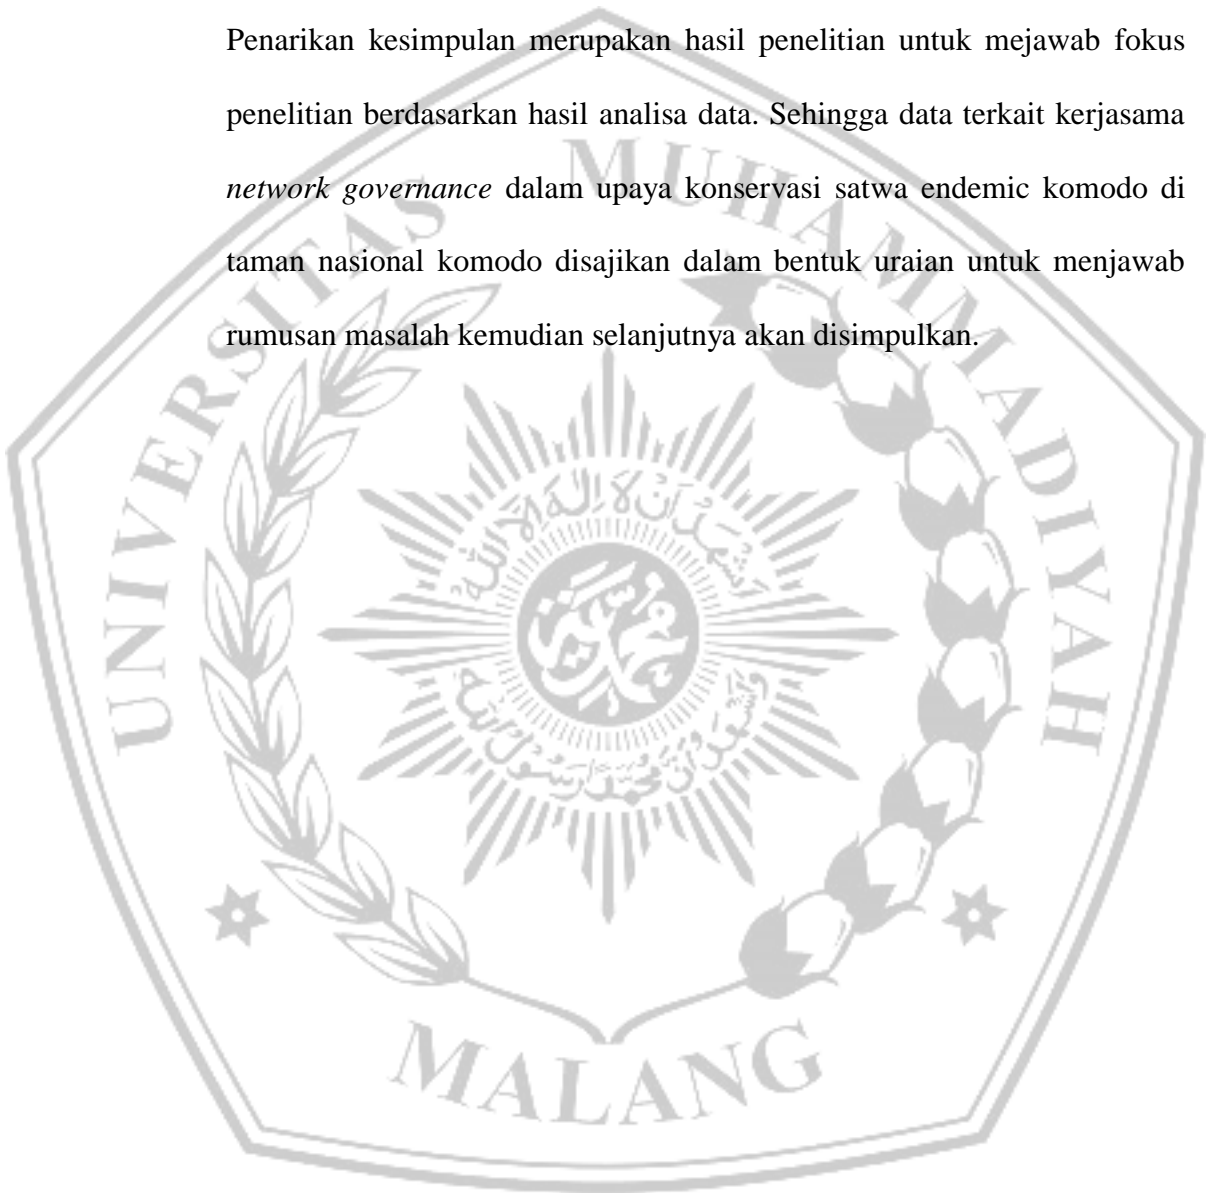 Penarikan kesimpulan merupakan hasil penelitian untuk mejawab fokus
penelitian berdasarkan hasil analisa data. Sehingga data terkait kerjasama
network governance dalam upaya konservasi satwa endemic komodo di
taman nasional komodo disajikan dalam bentuk uraian untuk menjawab
rumusan masalah kemudian selanjutnya akan disimpulkan.
UNIVERSITAS MUHAMMADIYAH
MALANG